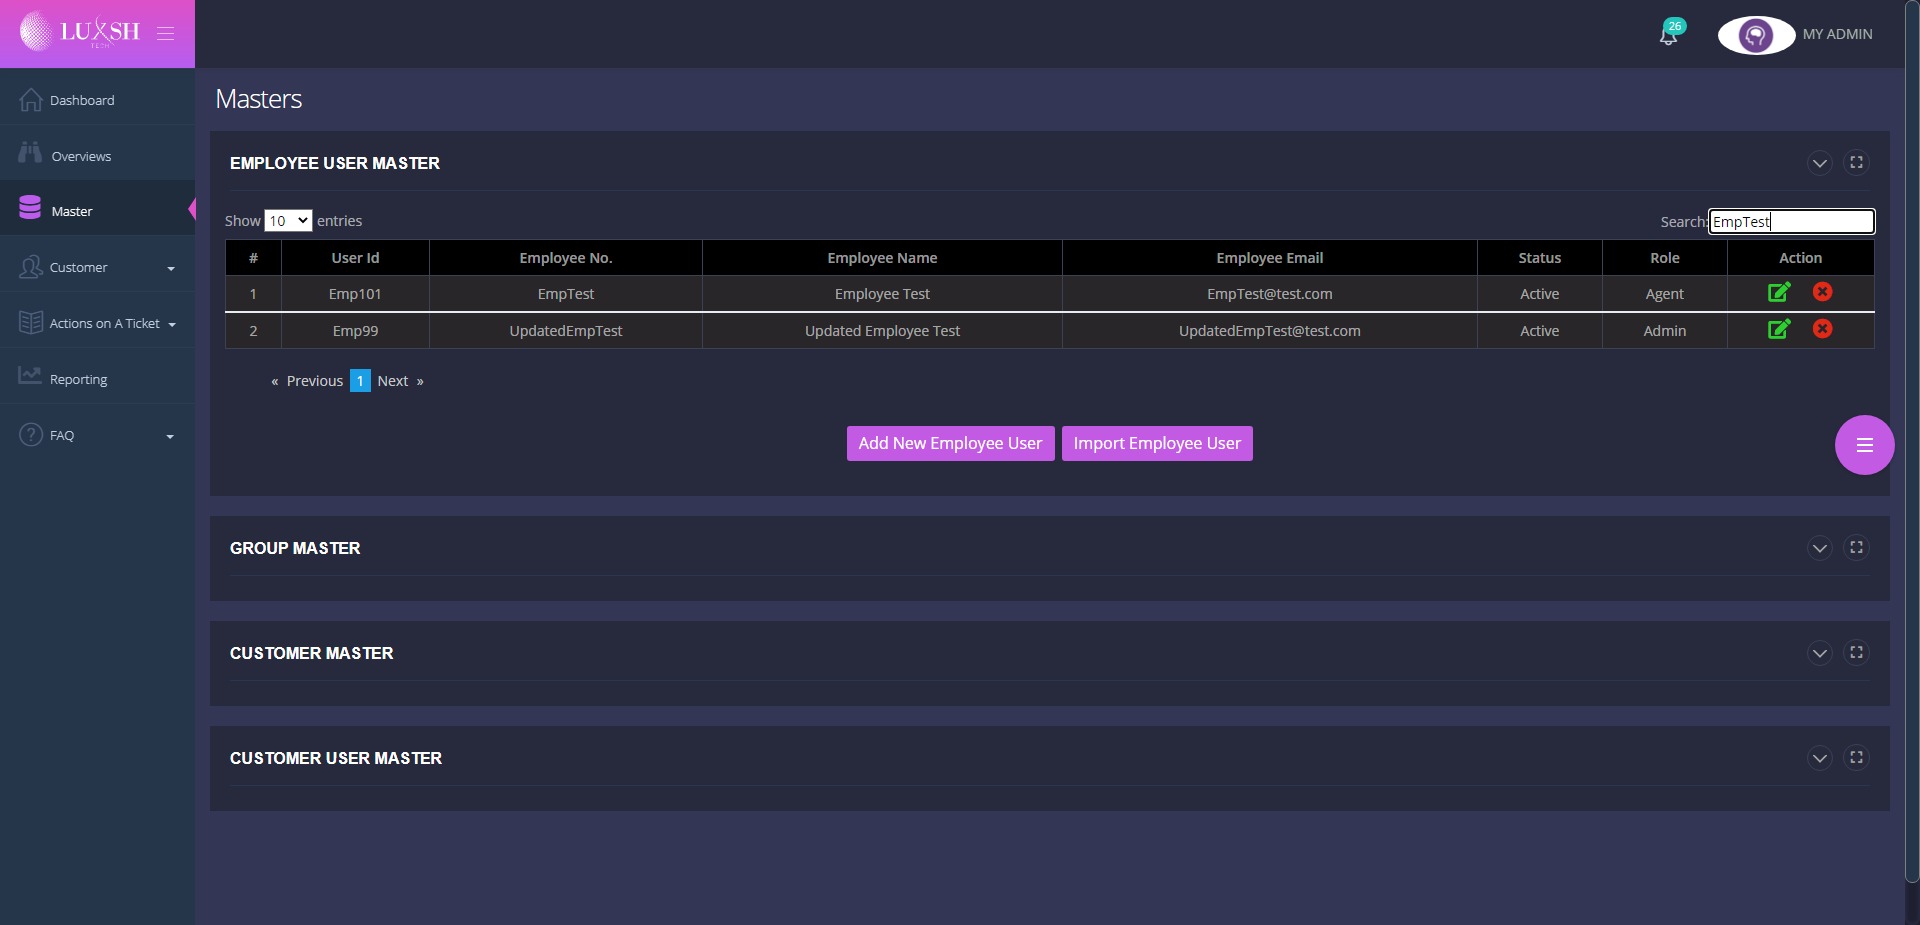 LUXSH
TECH
26
MY ADMIN
Dashboard
Overviews
Master
Customer
Actions on A Ticket
Reporting
FAQ
Masters
EMPLOYEE USER MASTER
Show 10 entries
Search: EmpTest
# User Id Employee No. Employee Name Employee Email Status Role Action
1 Emp101 EmpTest Employee Test EmpTest@test.com Active Agent
2 Emp99 UpdatedEmpTest Updated Employee Test UpdatedEmpTest@test.com Active Admin
« Previous 1 Next »
Add New Employee User Import Employee User
GROUP MASTER
CUSTOMER MASTER
CUSTOMER USER MASTER